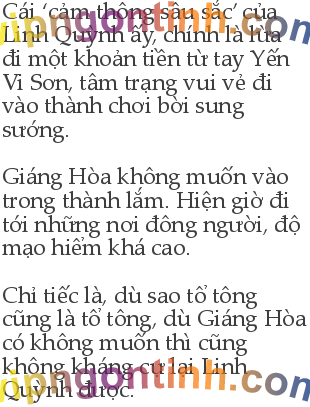 Cái ‘cảm thông sâu sắc’ của
Linh Quỳnh ấy, chính là lừa
đi một khoản tiền từ tay Yến
Vi Sơn, tâm trạng vui vẻ đi
vào thành chơi bời sung
sướng.
Giáng Hòa không muốn vào
trong thành lắm. Hiện giờ đi
tới những nơi đông người, độ
mạo hiểm khá cao.
Chỉ tiếc là, dù sao tổ tông
cũng là tổ tông, dù Giáng Hòa
có không muốn thì cũng
không kháng cự lại Linh
Quỳnh được.